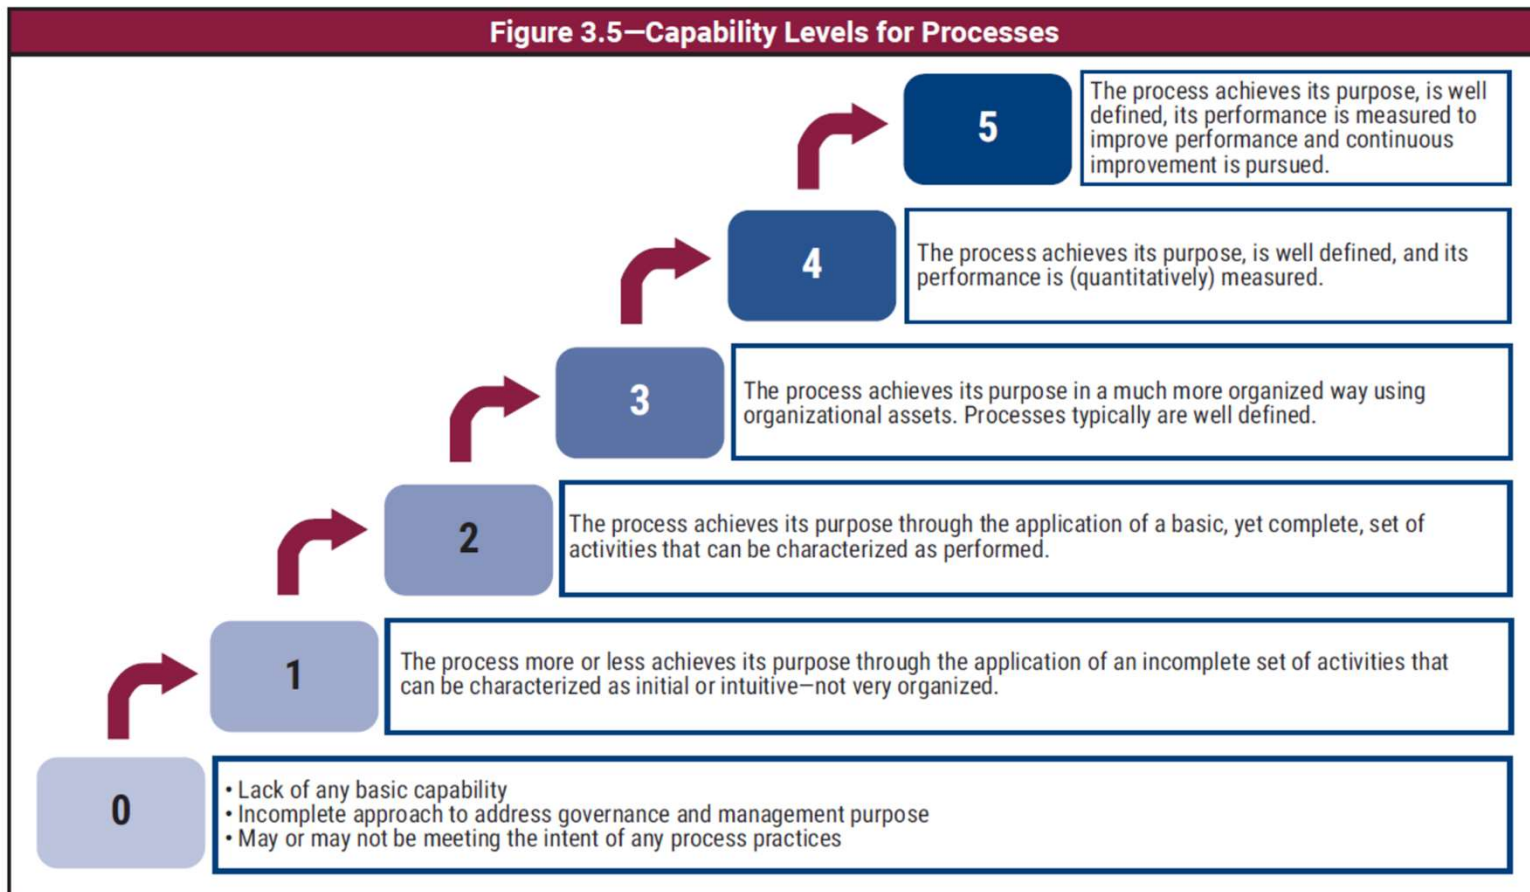 Figure 3.5—Capability Levels for Processes
5
The process achieves its purpose, is well
defined, its performance is measured to
improve performance and continuous
improvement is pursued.
4
The process achieves its purpose, is well defined, and its
performance is (quantitatively) measured.
3
The process achieves its purpose in a much more organized way using
organizational assets. Processes typically are well defined.
2
The process achieves its purpose through the application of a basic, yet complete, set of
activities that can be characterized as performed.
1
The process more or less achieves its purpose through the application of an incomplete set of activities that
can be characterized as initial or intuitive—not very organized.
0
• Lack of any basic capability
• Incomplete approach to address governance and management purpose
• May or may not be meeting the intent of any process practices